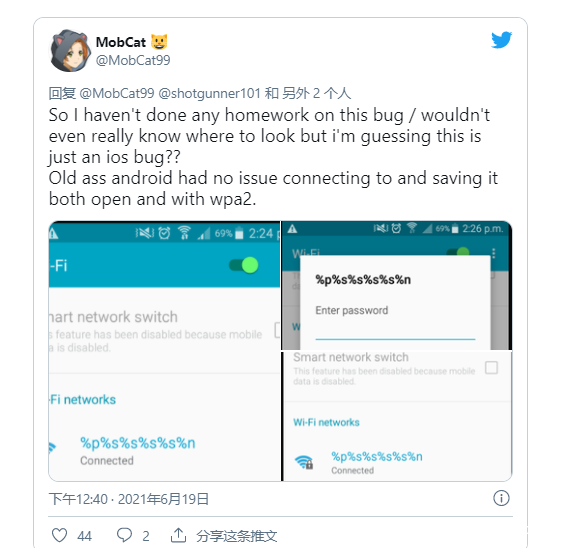 MobCat 😺
@MobCat99
回复 @MobCat99 @shotgunner101 和 另外 2 个人
So I haven't done any homework on this bug / wouldn't
even really know where to look but i'm guessing this is
just an ios bug??
Old ass android had no issue connecting to and saving it
both open and with wpa2.
69% 2:24 p
-Fi
nart network switch
s feature has been disabled because mobile
a is disabled.
-Fi networks
%p%s%s%s%s%n
Connected
69% 2:26 p.m.
Wi-Fi
%p%s%s%s%s%n
Enter password
Smart network switch
This feature has been disabled because mobile
data is disabled.
Wi-Fi networks
%p%s%s%s%s%n
Connected
下午12:40 · 2021年6月19日
44
2
分享这条推文